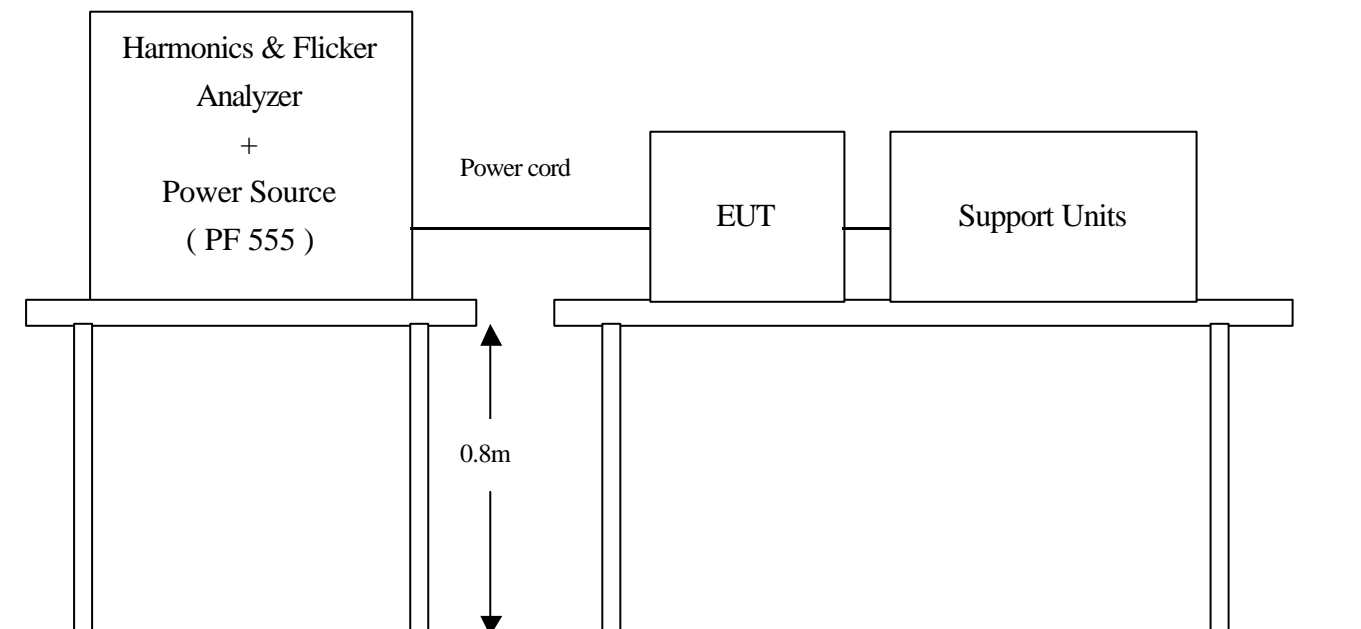 Harmonics & Flicker
Analyzer
+
Power Source
( PF 555 )
Power cord
EUT
Support Units
0.8m